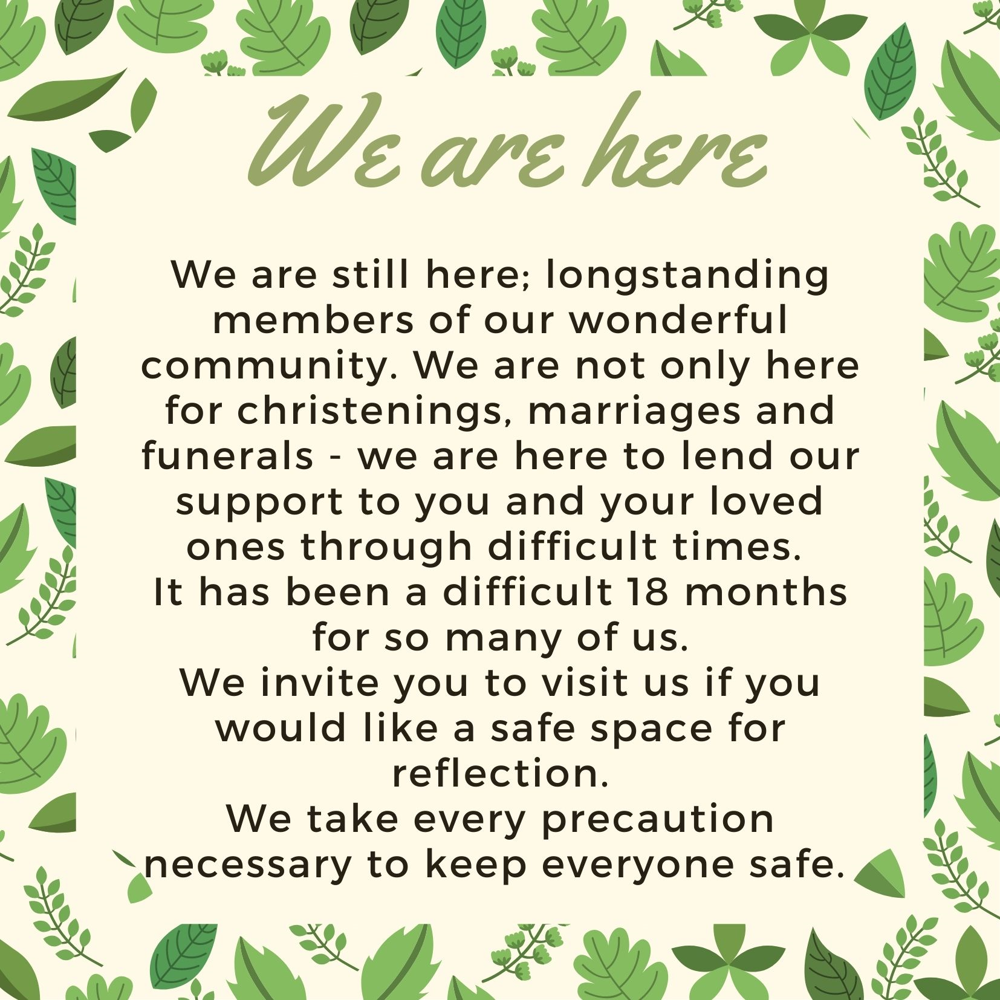 We are here
We are still here; longstanding
members of our wonderful
community. We are not only here
for christenings, marriages and
funerals - we are here to lend our
support to you and your loved
ones through difficult times.
It has been a difficult 18 months
for so many of us.
We invite you to visit us if you
would like a safe space for
reflection.
We take every precaution
necessary to keep everyone safe.